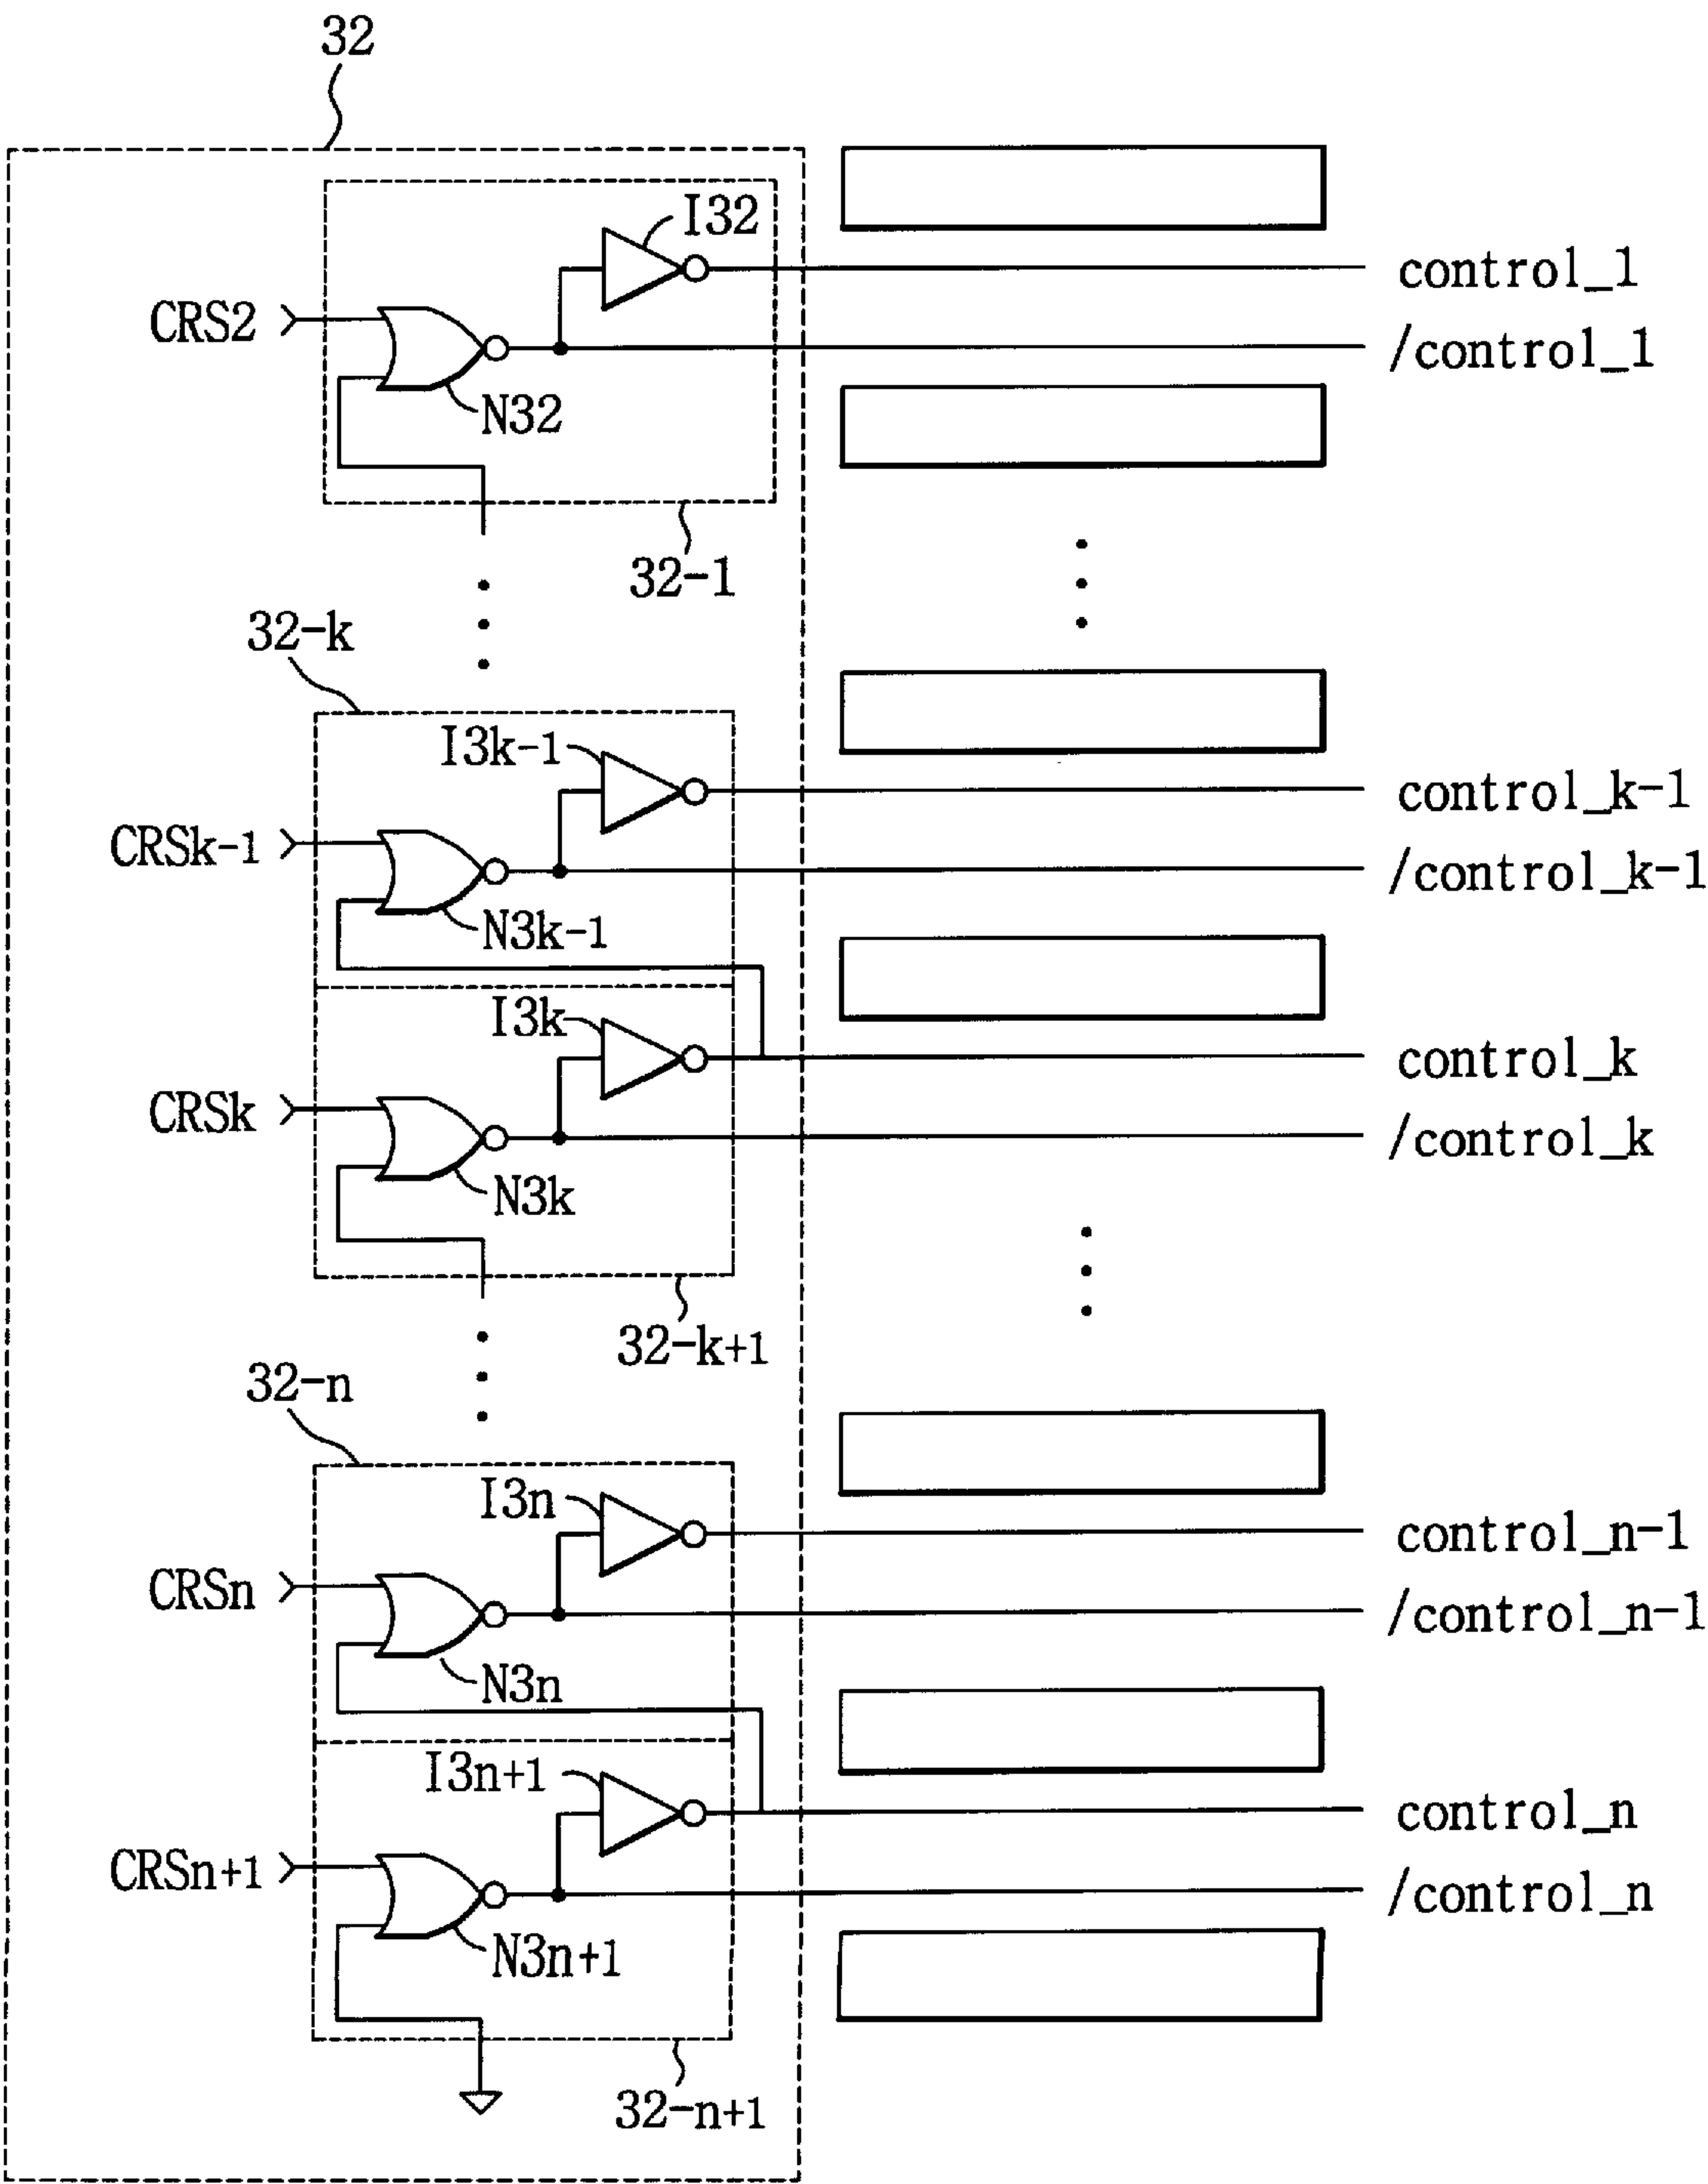 32
I32
control_1
CRS2
/control_1
N32
32-1
32-k
I3k-1
control_k-1
CRSk-1
/control_k-1
N3k-1
I3k
control_k
CRSk
/control_k
N3k
32-k+1
32-n
I3n
control_n-1
CRSn
/control_n-1
N3n
I3n+1
control_n
CRSn+1
/control_n
N3n+1
32-n+1